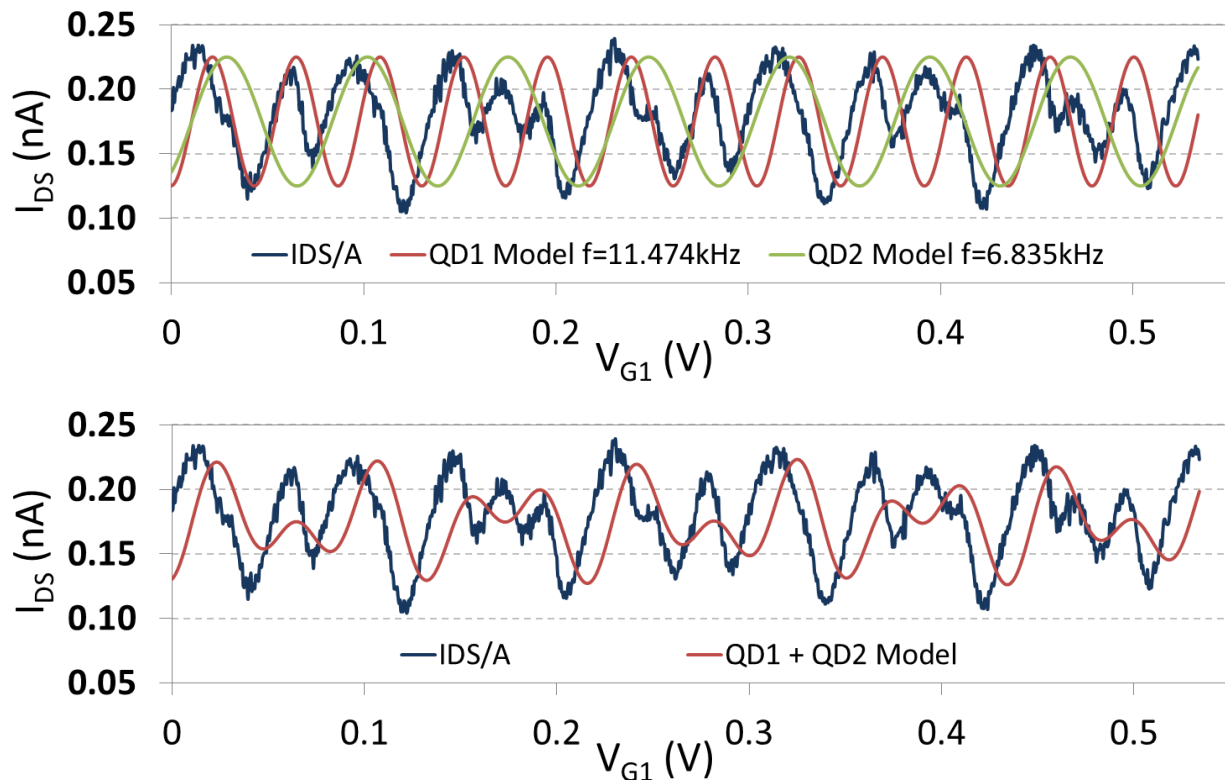 0.25
0.20
0.15
0.10
0.05
I_DS (nA)
IDS/A QD1 Model f=11.474kHz QD2 Model f=6.835kHz
0 0.1 0.2 0.3 0.4 0.5
V_G1 (V)
0.25
0.20
0.15
0.10
0.05
I_DS (nA)
IDS/A QD1 + QD2 Model
0 0.1 0.2 0.3 0.4 0.5
V_G1 (V)